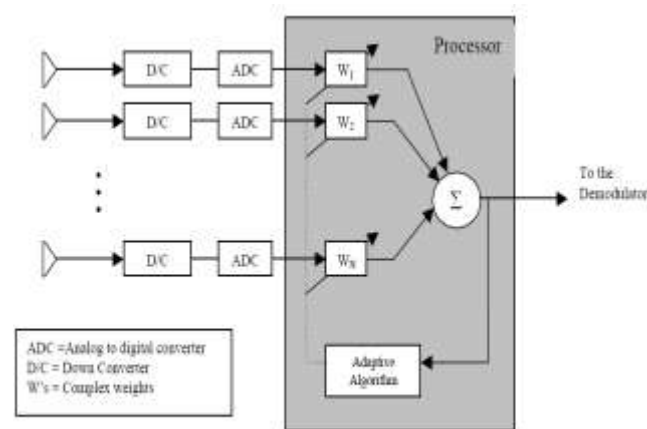 Processor
D/C ADC W1
D/C ADC W2
Σ
To the
Demodulator
D/C ADC WN
ADC =Analog to digital converter
D/C = Down Converter
W's = Complex weights
Adaptive
Algorithm